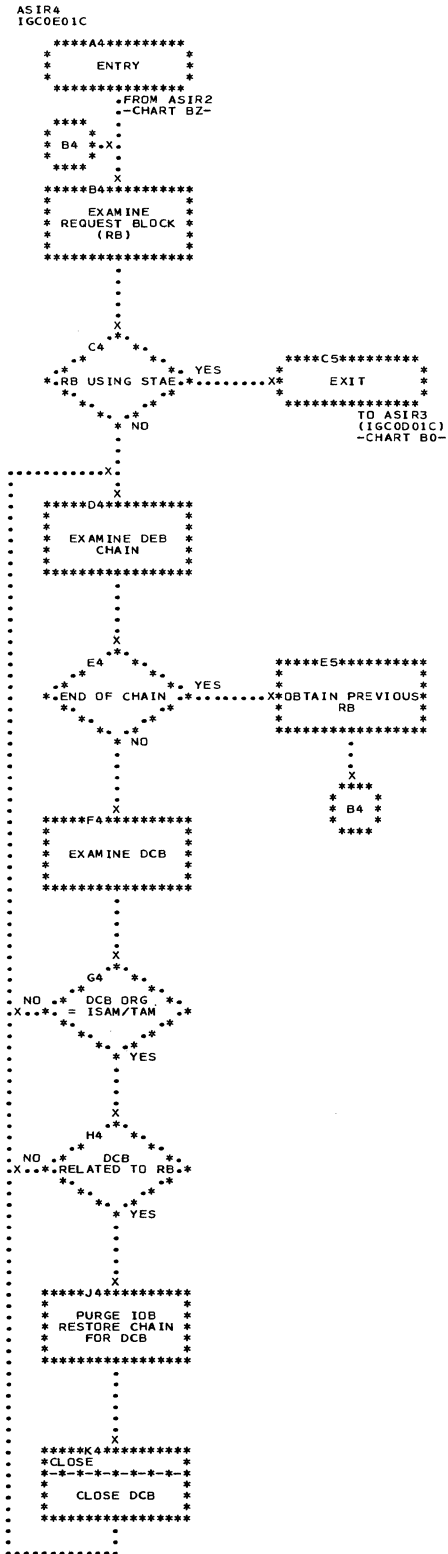 ASIR4
IGC0E01C
A4
ENTRY
FROM ASIR2
-CHART BZ-
B4
B4
EXAMINE
REQUEST BLOCK
(RB)
C4
RB USING STAE
YES
C5
EXIT
NO
TO ASIR3
(IGC0D01C)
-CHART B0-
D4
EXAMINE DEB
CHAIN
E4
END OF CHAIN
YES
E5
OBTAIN PREVIOUS
RB
NO
B4
F4
EXAMINE DCB
G4
NO
DCB ORG
= ISAM/TAM
YES
H4
NO
DCB
RELATED TO RB
YES
J4
PURGE IOB
RESTORE CHAIN
FOR DCB
K4
CLOSE
CLOSE DCB